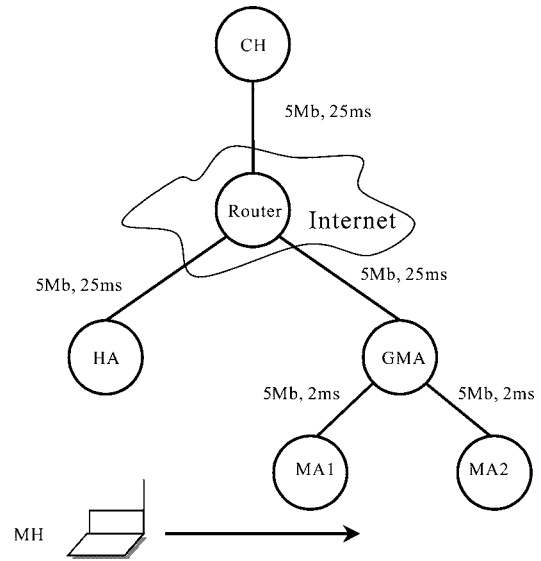 CH
5Mb, 25ms
Router
Internet
5Mb, 25ms
5Mb, 25ms
HA
GMA
5Mb, 2ms
5Mb, 2ms
MA1
MA2
MH